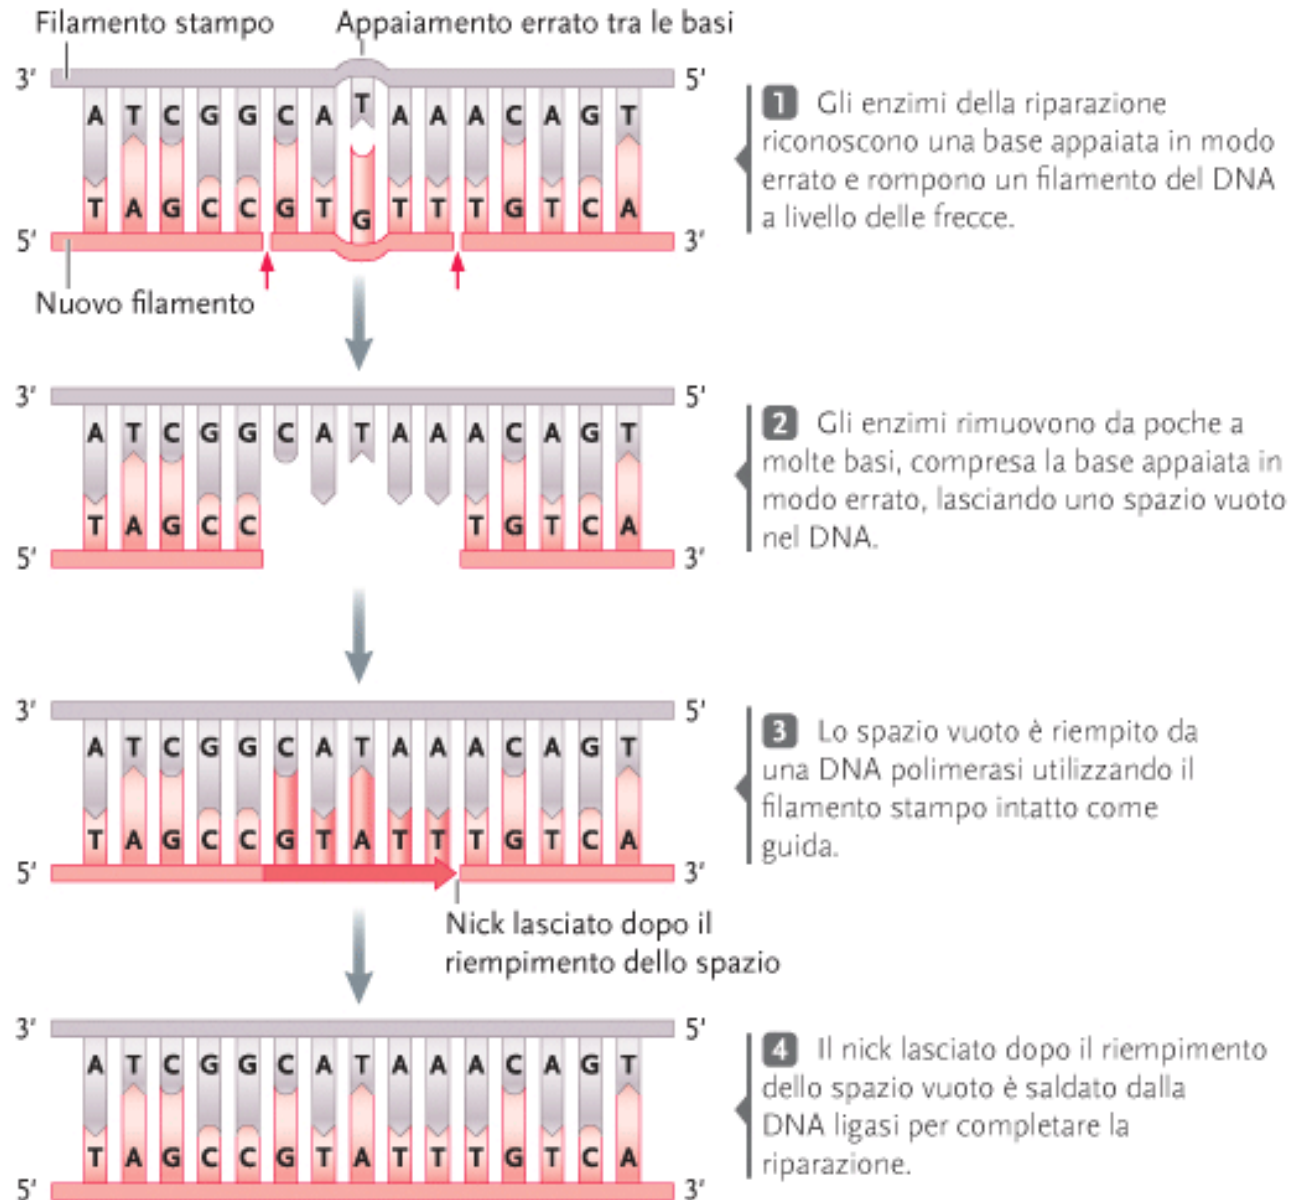 Filamento stampo
Appaiamento errato tra le basi
3' 5'
A T C G G C A T A A A C A G T
T A G C C G T G T T T G T C A
5' 3'
Nuovo filamento
1 Gli enzimi della riparazione
riconoscono una base appaiata in modo
errato e rompono un filamento del DNA
a livello delle frecce.
3' 5'
A T C G G C A T A A A C A G T
T A G C C T G T C A
5' 3'
2 Gli enzimi rimuovono da poche a
molte basi, compresa la base appaiata in
modo errato, lasciando uno spazio vuoto
nel DNA.
3' 5'
A T C G G C A T A A A C A G T
T A G C C G T A T T T G T C A
5' 3'
Nick lasciato dopo il
riempimento dello spazio
3 Lo spazio vuoto è riempito da
una DNA polimerasi utilizzando il
filamento stampo intatto come
guida.
3' 5'
A T C G G C A T A A A C A G T
T A G C C G T A T T T G T C A
5' 3'
4 Il nick lasciato dopo il riempimento
dello spazio vuoto è saldato dalla
DNA ligasi per completare la
riparazione.